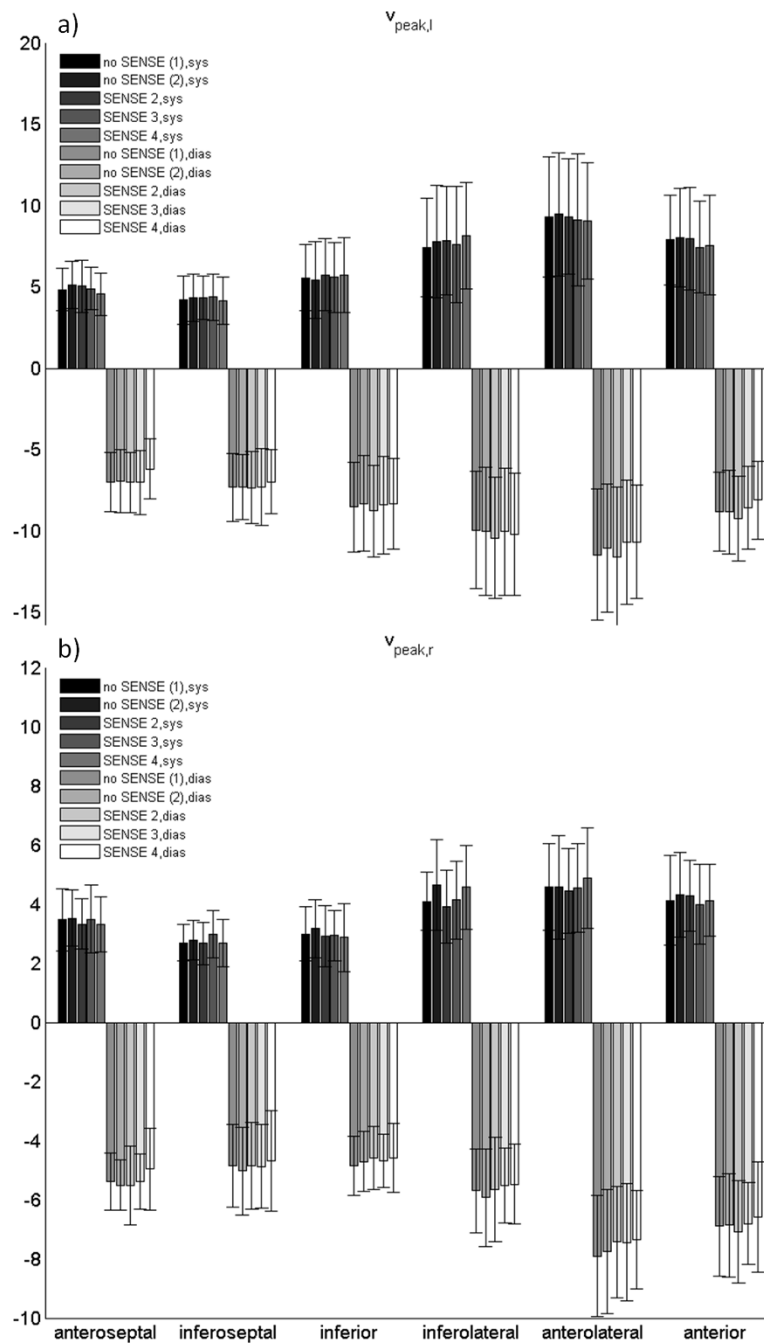 a)
v peak,l
20
no SENSE (1),sys
no SENSE (2),sys
SENSE 2,sys
SENSE 3,sys
SENSE 4,sys
no SENSE (1),dias
no SENSE (2),dias
SENSE 2,dias
SENSE 3,dias
SENSE 4,dias
15
10
5
0
-5
-10
-15
b)
v peak,r
12
no SENSE (1),sys
no SENSE (2),sys
SENSE 2,sys
SENSE 3,sys
SENSE 4,sys
no SENSE (1),dias
no SENSE (2),dias
SENSE 2,dias
SENSE 3,dias
SENSE 4,dias
10
8
6
4
2
0
-2
-4
-6
-8
-10
anteroseptal inferoseptal inferior inferolateral anterolateral anterior